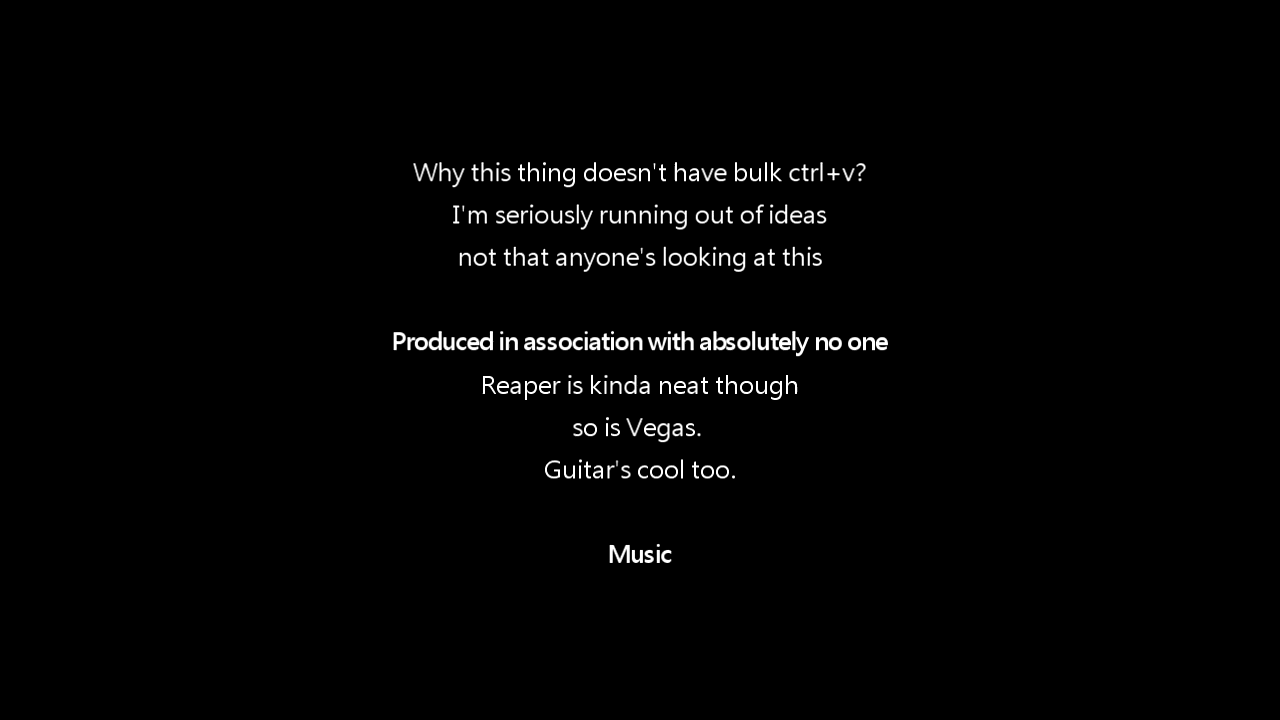 Why this thing doesn't have bulk ctrl+v?
I'm seriously running out of ideas
not that anyone's looking at this
Produced in association with absolutely no one
Reaper is kinda neat though
so is Vegas.
Guitar's cool too.
Music